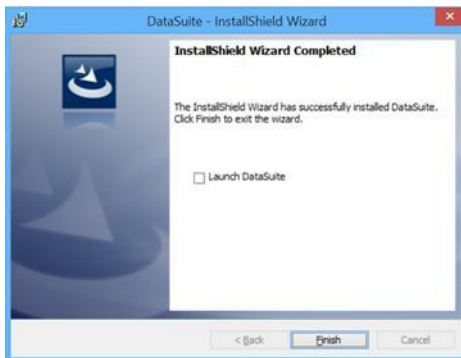 DataSuite - InstallShield Wizard
InstallShield Wizard Completed
The InstallShield Wizard has successfully installed DataSuite.
Click Finish to exit the wizard.
Launch DataSuite
< Back Finish Cancel